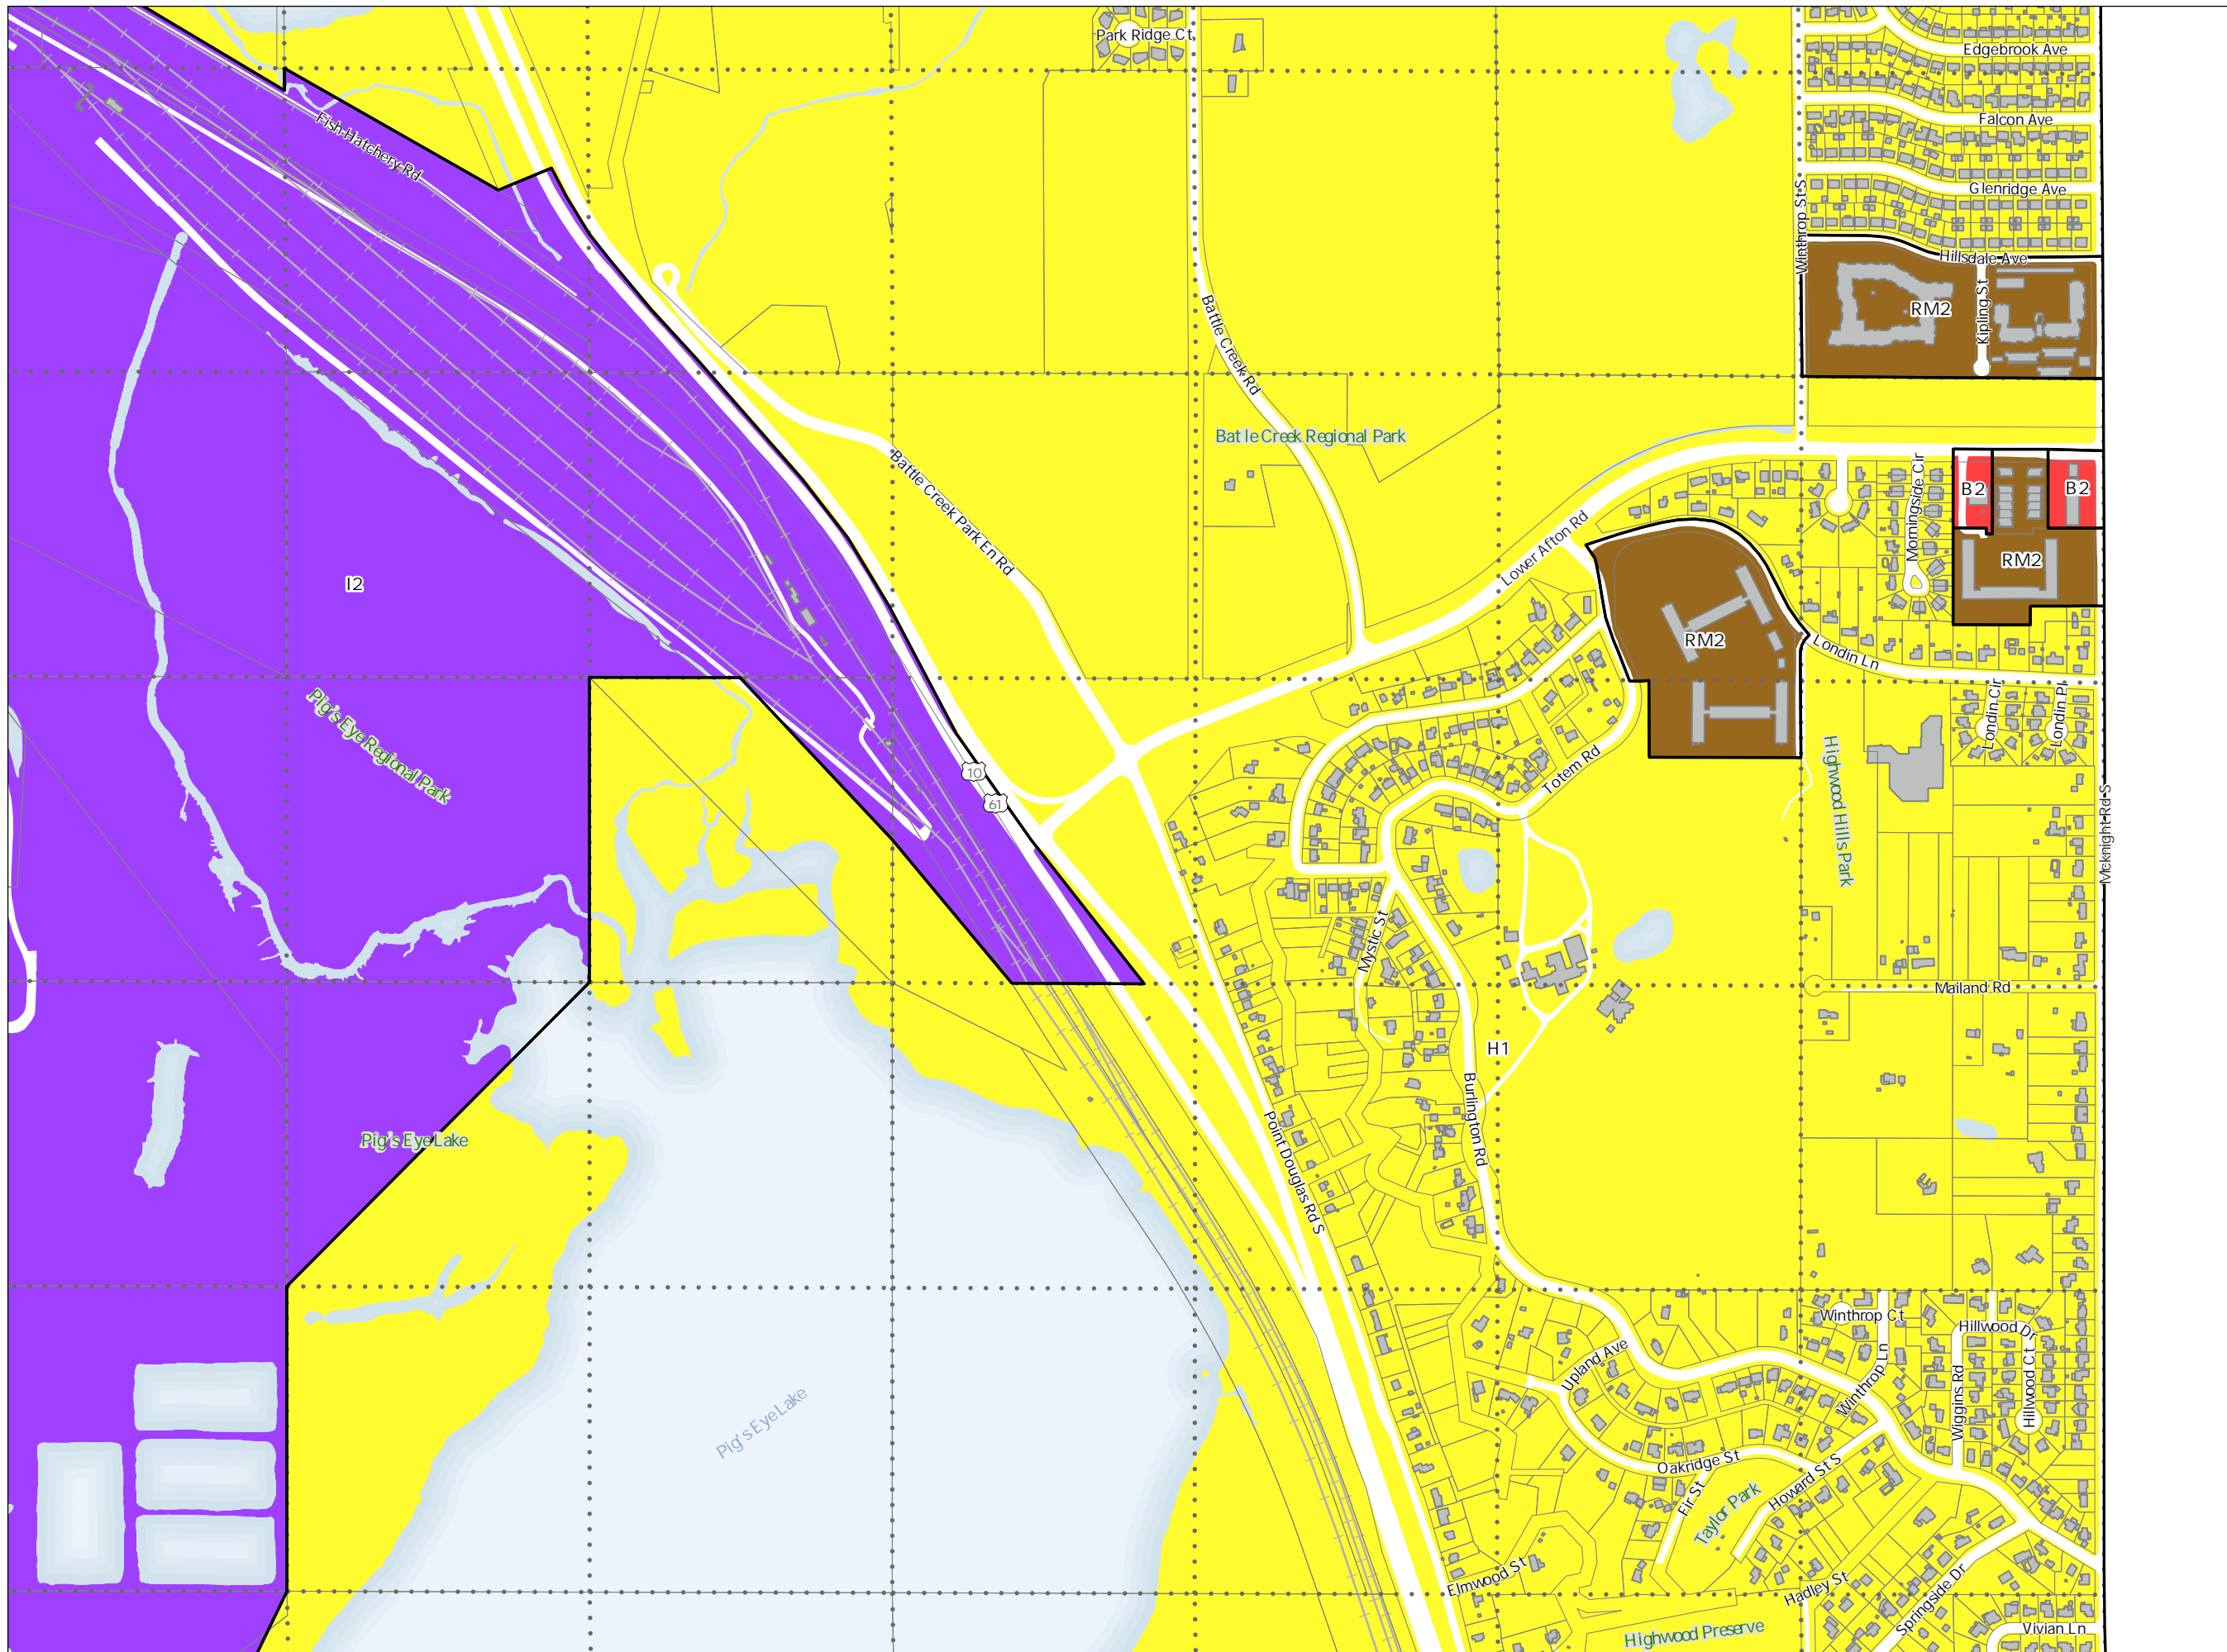 Park Ridge Ct
Edgebrook Ave
Falcon Ave
Fish Hatchery Rd
Glenridge Ave
Winthrop St S
Hillsdale Ave
RM2
Kipling St
Battle Creek Rd
Batle Creek Regional Park
Battle Creek Park En Rd
Morningside Cir
B2
B2
Lower Afton Rd
RM2
I2
RM2
Londin Ln
Pig's Eye Regional Park
Londin Cir
Londin Pl
10
61
Totem Rd
Highwood Hills Park
Mcknight Rd S
Mystic St
Mailand Rd
H1
Burlington Rd
Pig's Eye Lake
Point Douglas Rd S
Winthrop Ct
Hillwood Dr
Upland Ave
Winthrop Ln
Wiggins Rd
Hillwood Ct
Pig's Eye Lake
Oakridge St
Fir St
Taylor Park
Howard St S
Elmwood St
Hadley St
Springside Dr
Highwood Preserve
Vivian Ln